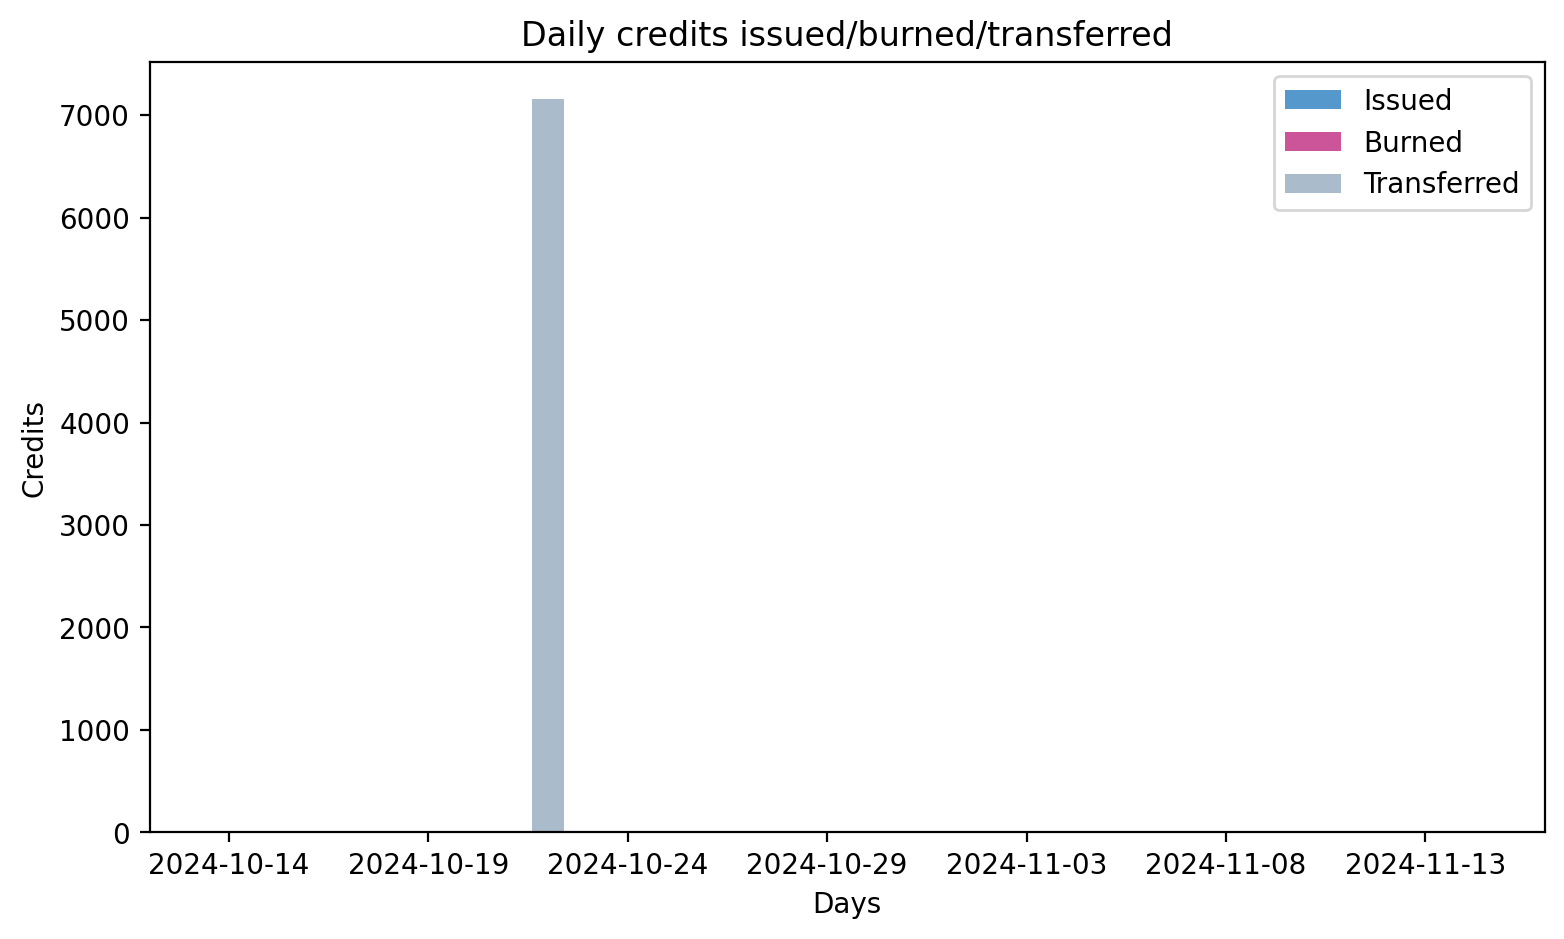 Daily credits issued/burned/transferred
Issued
Burned
Transferred
7000
6000
5000
4000
3000
2000
1000
0
Credits
2024-10-14 2024-10-19 2024-10-24 2024-10-29 2024-11-03 2024-11-08 2024-11-13
Days